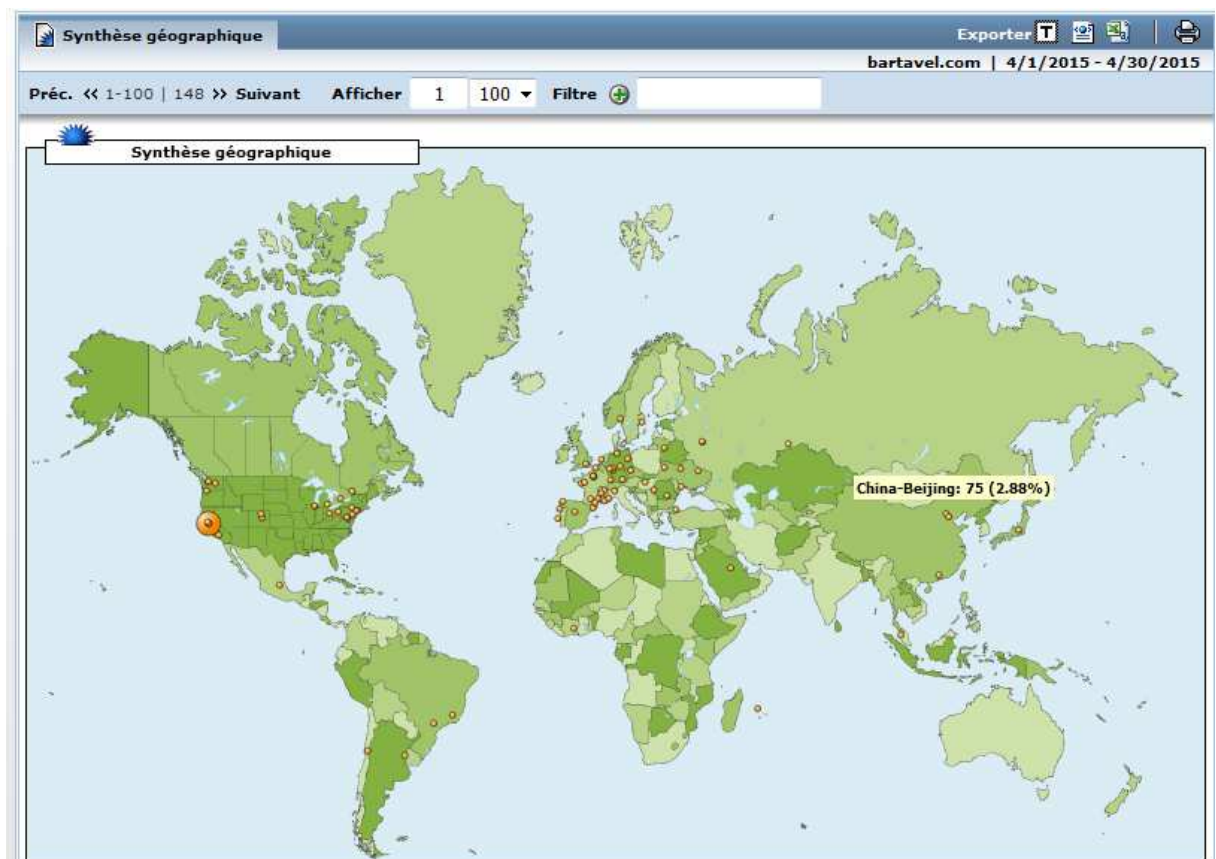 Synthèse géographique
Exporter T
bartavel.com | 4/1/2015 - 4/30/2015
Préc. << 1-100 | 148 >> Suivant Afficher 1 100 Filtre
Synthèse géographique
China-Beijing: 75 (2.88%)